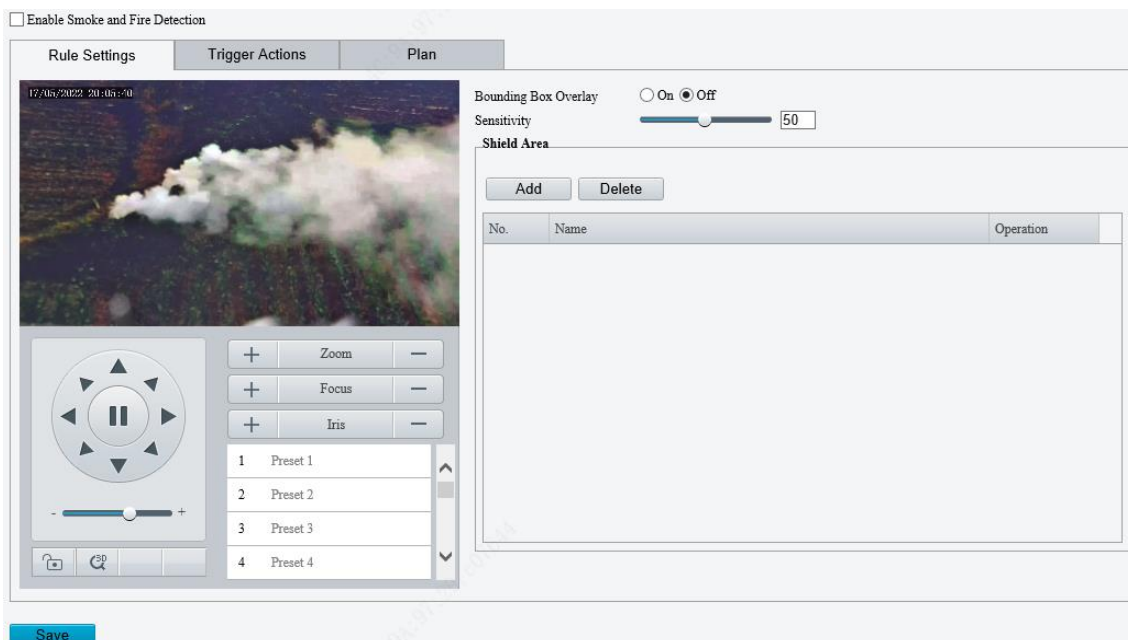 Enable Smoke and Fire Detection
Rule Settings Trigger Actions Plan
17/05/2022 20:05:40
Bounding Box Overlay On Off
Sensitivity 50
Shield Area
Add Delete
No. Name Operation
+ Zoom −
+ Focus −
+ Iris −
1 Preset 1
2 Preset 2
3 Preset 3
4 Preset 4
- +
3D
Save